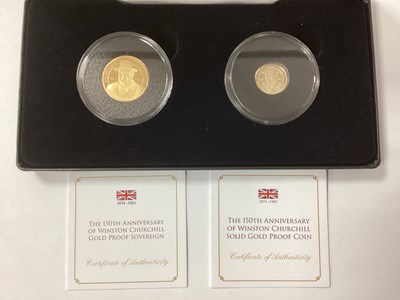 1874 - 1965
THE 150TH ANNIVERSARY
OF WINSTON CHURCHILL
GOLD PROOF SOVEREIGN
Certificate of Authenticity
1874 - 1965
THE 150TH ANNIVERSARY
OF WINSTON CHURCHILL
SOLID GOLD PROOF COIN
Certificate of Authenticity